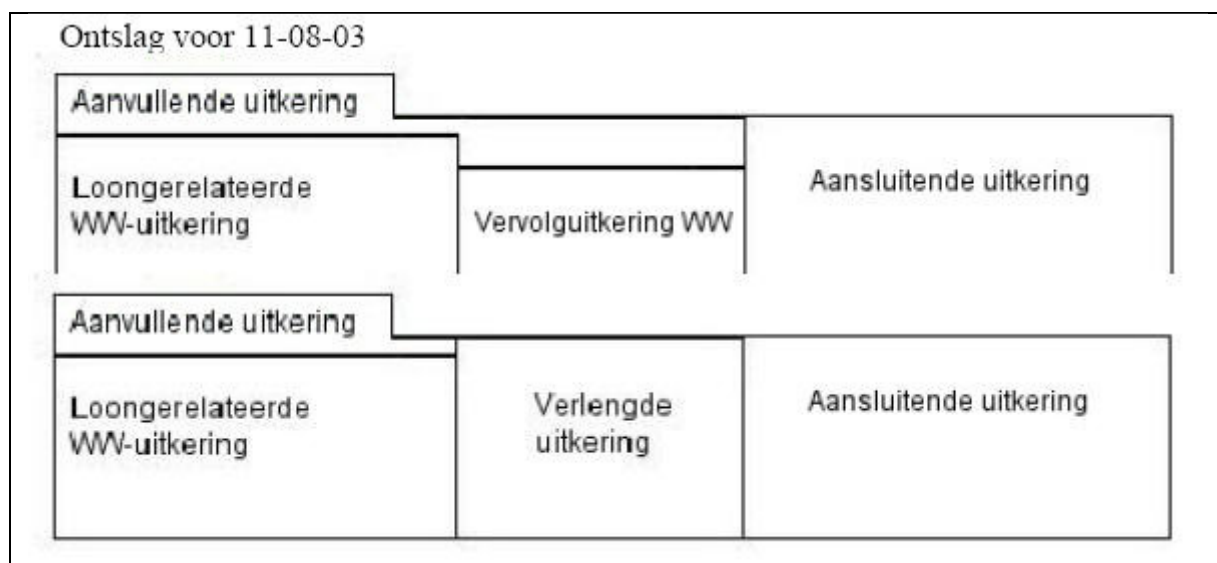 Ontslag voor 11-08-03
Aanvullende uitkering
Loongerelateerde
WW-uitkering
Vervolguitkering WW
Aansluitende uitkering
Aanvullende uitkering
Loongerelateerde
WW-uitkering
Verlengde
uitkering
Aansluitende uitkering